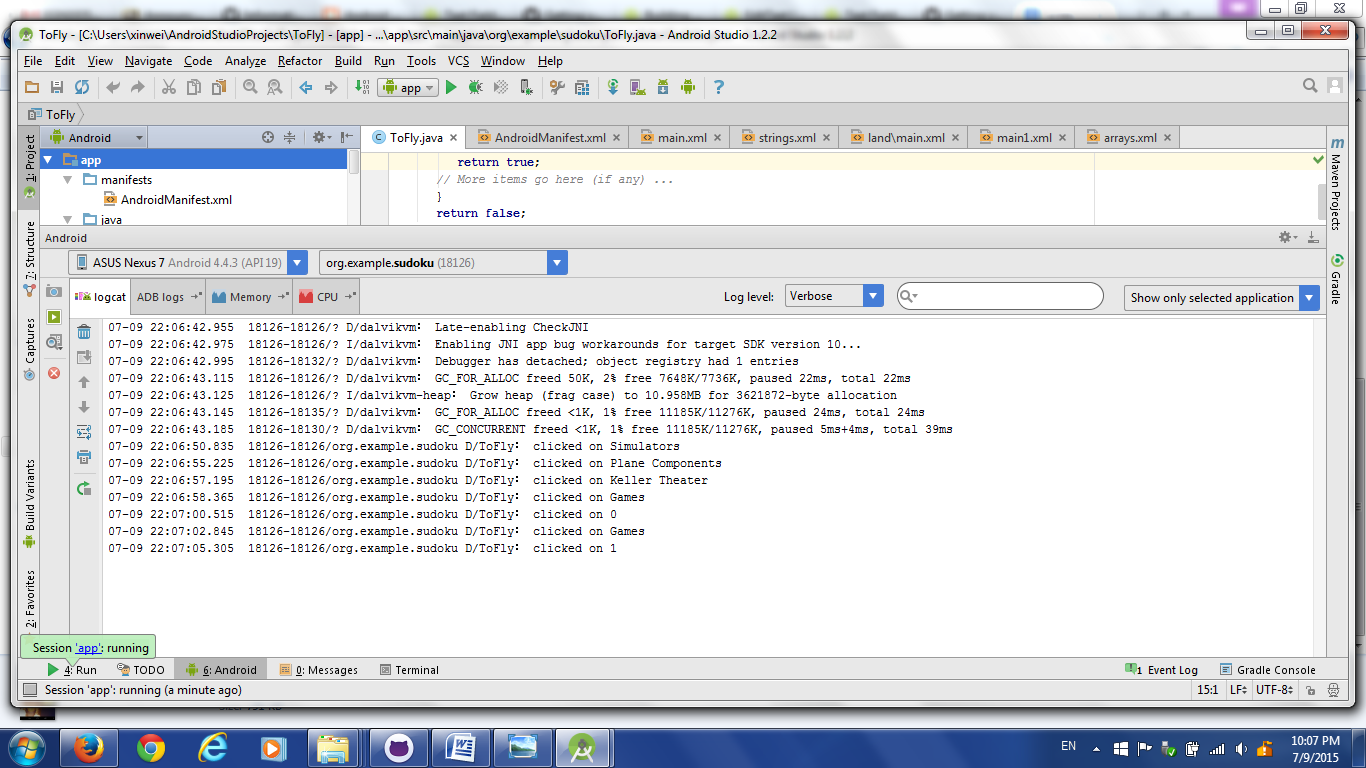 ToFly - [C:\Users\xinwei\AndroidStudioProjects\ToFly] - [app] - ...\app\src\main\java\org\example\sudoku\ToFly.java - Android Studio 1.2.2
File Edit View Navigate Code Analyze Refactor Build Run Tools VCS Window Help
app
ToFly
Android
ToFly.java AndroidManifest.xml main.xml strings.xml land\main.xml main1.xml arrays.xml
1: Project
7: Structure
Captures
Build Variants
2: Favorites
app
manifests
AndroidManifest.xml
java
return true;
// More items go here (if any) ...
}
return false;
Maven Projects
Gradle
Android
ASUS Nexus 7 Android 4.4.3 (API 19) org.example.sudoku (18126)
logcat ADB logs Memory CPU Log level: Verbose Show only selected application
07-09 22:06:42.955 18126-18126/? D/dalvikvm: Late-enabling CheckJNI
07-09 22:06:42.975 18126-18126/? I/dalvikvm: Enabling JNI app bug workarounds for target SDK version 10...
07-09 22:06:42.995 18126-18132/? D/dalvikvm: Debugger has detached; object registry had 1 entries
07-09 22:06:43.115 18126-18126/? D/dalvikvm: GC_FOR_ALLOC freed 50K, 2% free 7648K/7736K, paused 22ms, total 22ms
07-09 22:06:43.125 18126-18126/? I/dalvikvm-heap: Grow heap (frag case) to 10.958MB for 3621872-byte allocation
07-09 22:06:43.145 18126-18135/? D/dalvikvm: GC_FOR_ALLOC freed <1K, 1% free 11185K/11276K, paused 24ms, total 24ms
07-09 22:06:43.185 18126-18130/? D/dalvikvm: GC_CONCURRENT freed <1K, 1% free 11185K/11276K, paused 5ms+4ms, total 39ms
07-09 22:06:50.835 18126-18126/org.example.sudoku D/ToFly: clicked on Simulators
07-09 22:06:55.225 18126-18126/org.example.sudoku D/ToFly: clicked on Plane Components
07-09 22:06:57.195 18126-18126/org.example.sudoku D/ToFly: clicked on Keller Theater
07-09 22:06:58.365 18126-18126/org.example.sudoku D/ToFly: clicked on Games
07-09 22:07:00.515 18126-18126/org.example.sudoku D/ToFly: clicked on 0
07-09 22:07:02.845 18126-18126/org.example.sudoku D/ToFly: clicked on Games
07-09 22:07:05.305 18126-18126/org.example.sudoku D/ToFly: clicked on 1
Session 'app': running
4: Run TODO 6: Android 0: Messages Terminal 1 Event Log Gradle Console
Session 'app': running (a minute ago) 15:1 LF UTF-8
EN 10:07 PM
7/9/2015